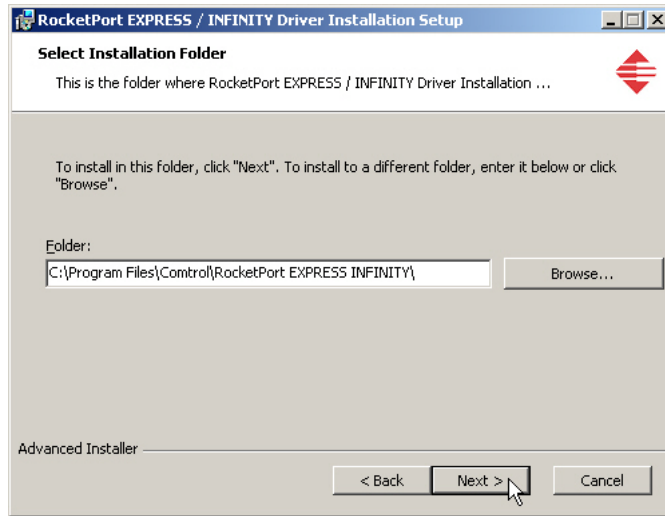 RocketPort EXPRESS / INFINITY Driver Installation Setup
Select Installation Folder
This is the folder where RocketPort EXPRESS / INFINITY Driver Installation ...
To install in this folder, click "Next". To install to a different folder, enter it below or click
"Browse".
Folder:
C:\Program Files\Comtrol\RocketPort EXPRESS INFINITY\
Browse...
Advanced Installer
< Back
Next >
Cancel